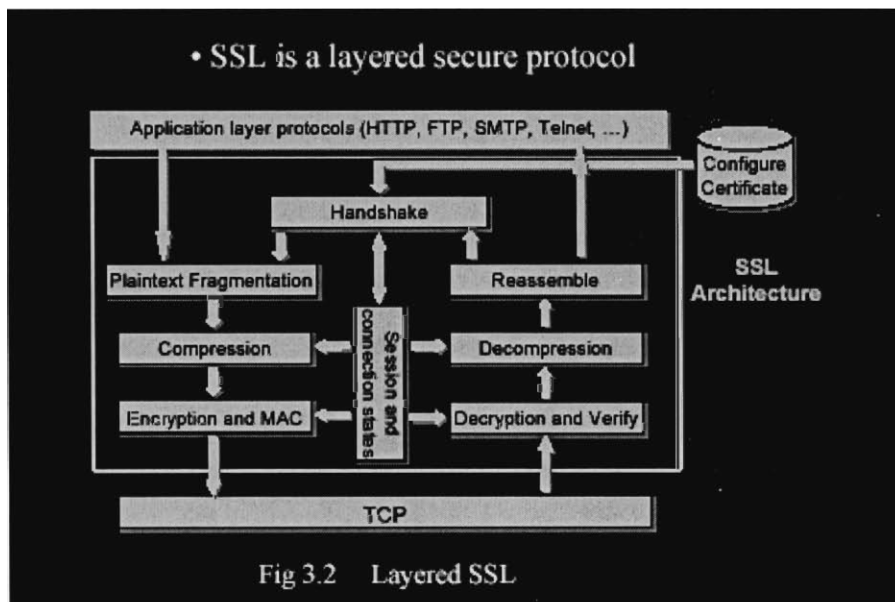 • SSL is a layered secure protocol
Application layer protocols (HTTP, FTP, SMTP, Telnet, ...)
Configure
Certificate
Handshake
SSL
Architecture
Plaintext Fragmentation
Reassemble
Session and
connection states
Compression
Decompression
Encryption and MAC
Decryption and Verify
TCP
Fig 3.2 Layered SSL